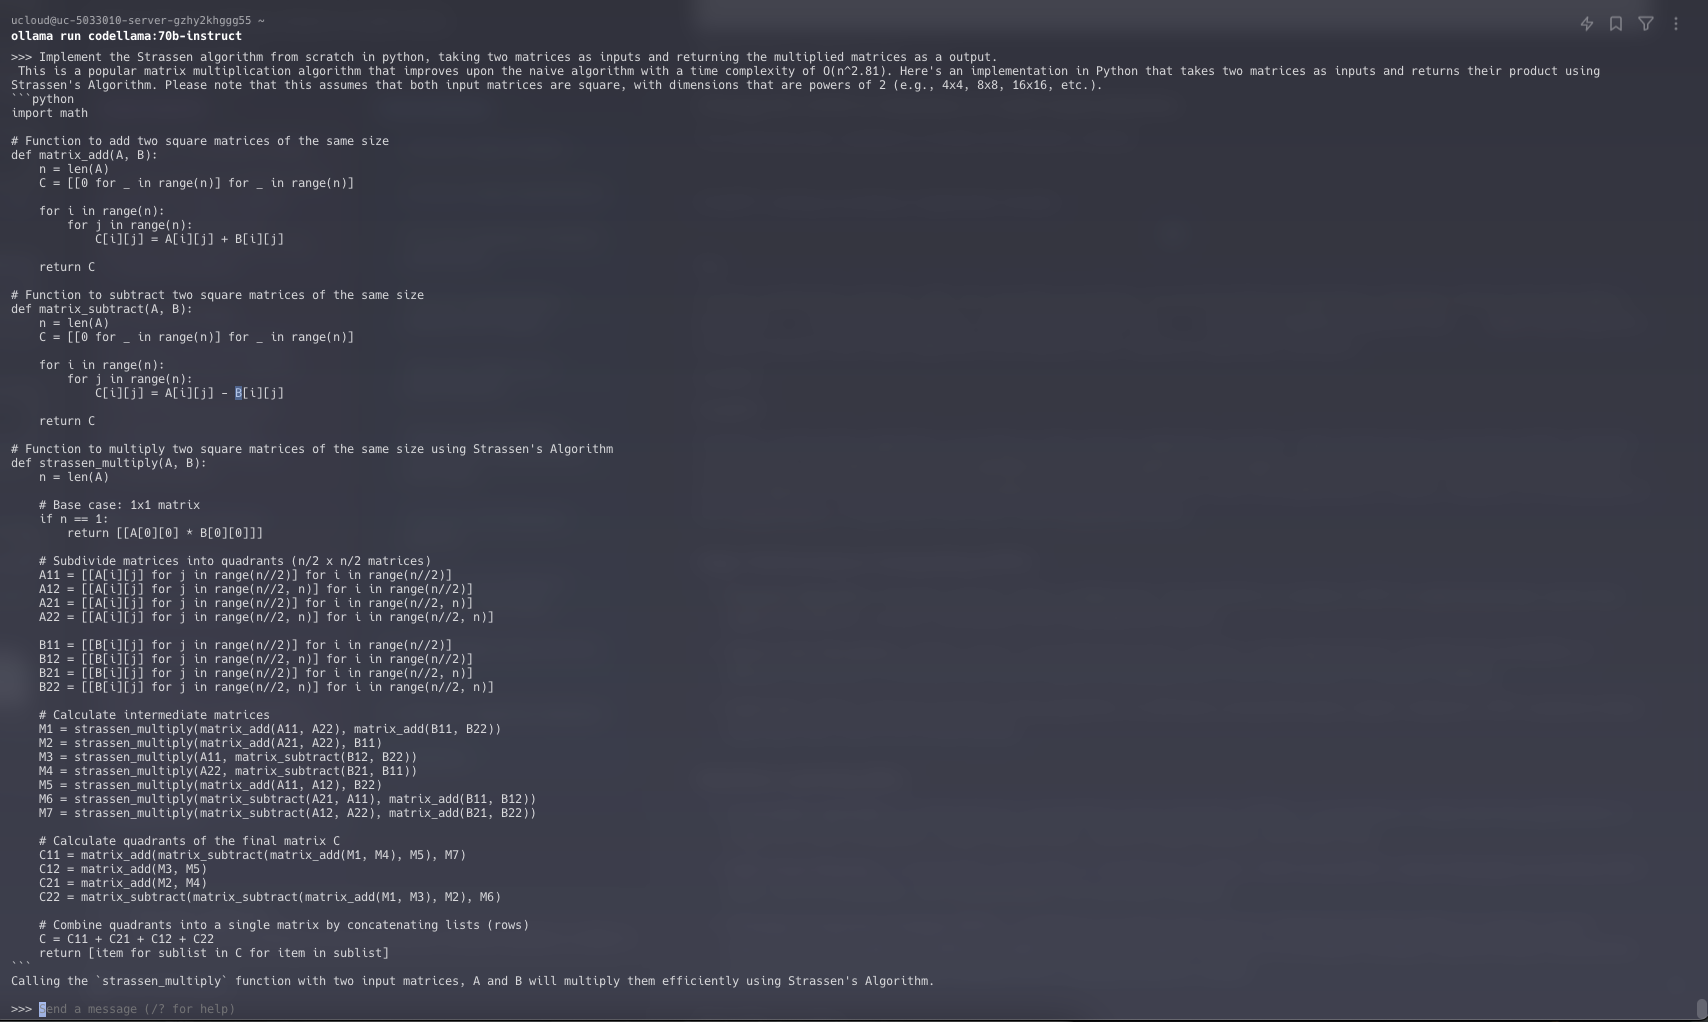 ucloud@uc-5033010-server-gzhy2khggg55 ~
ollama run codellama:70b-instruct
>>> Implement the Strassen algorithm from scratch in python, taking two matrices as inputs and returning the multiplied matrices as a output.
 This is a popular matrix multiplication algorithm that improves upon the naive algorithm with a time complexity of O(n^2.81). Here's an implementation in Python that takes two matrices as inputs and returns their product using
Strassen's Algorithm. Please note that this assumes that both input matrices are square, with dimensions that are powers of 2 (e.g., 4x4, 8x8, 16x16, etc.).
```python
import math

# Function to add two square matrices of the same size
def matrix_add(A, B):
    n = len(A)
    C = [[0 for _ in range(n)] for _ in range(n)]

    for i in range(n):
        for j in range(n):
            C[i][j] = A[i][j] + B[i][j]

    return C

# Function to subtract two square matrices of the same size
def matrix_subtract(A, B):
    n = len(A)
    C = [[0 for _ in range(n)] for _ in range(n)]

    for i in range(n):
        for j in range(n):
            C[i][j] = A[i][j] - B[i][j]

    return C

# Function to multiply two square matrices of the same size using Strassen's Algorithm
def strassen_multiply(A, B):
    n = len(A)

    # Base case: 1x1 matrix
    if n == 1:
        return [[A[0][0] * B[0][0]]]

    # Subdivide matrices into quadrants (n/2 x n/2 matrices)
    A11 = [[A[i][j] for j in range(n//2)] for i in range(n//2)]
    A12 = [[A[i][j] for j in range(n//2, n)] for i in range(n//2)]
    A21 = [[A[i][j] for j in range(n//2)] for i in range(n//2, n)]
    A22 = [[A[i][j] for j in range(n//2, n)] for i in range(n//2, n)]

    B11 = [[B[i][j] for j in range(n//2)] for i in range(n//2)]
    B12 = [[B[i][j] for j in range(n//2, n)] for i in range(n//2)]
    B21 = [[B[i][j] for j in range(n//2)] for i in range(n//2, n)]
    B22 = [[B[i][j] for j in range(n//2, n)] for i in range(n//2, n)]

    # Calculate intermediate matrices
    M1 = strassen_multiply(matrix_add(A11, A22), matrix_add(B11, B22))
    M2 = strassen_multiply(matrix_add(A21, A22), B11)
    M3 = strassen_multiply(A11, matrix_subtract(B12, B22))
    M4 = strassen_multiply(A22, matrix_subtract(B21, B11))
    M5 = strassen_multiply(matrix_add(A11, A12), B22)
    M6 = strassen_multiply(matrix_subtract(A21, A11), matrix_add(B11, B12))
    M7 = strassen_multiply(matrix_subtract(A12, A22), matrix_add(B21, B22))

    # Calculate quadrants of the final matrix C
    C11 = matrix_add(matrix_subtract(matrix_add(M1, M4), M5), M7)
    C12 = matrix_add(M3, M5)
    C21 = matrix_add(M2, M4)
    C22 = matrix_subtract(matrix_subtract(matrix_add(M1, M3), M2), M6)

    # Combine quadrants into a single matrix by concatenating lists (rows)
    C = C11 + C21 + C12 + C22
    return [item for sublist in C for item in sublist]
```
Calling the `strassen_multiply` function with two input matrices, A and B will multiply them efficiently using Strassen's Algorithm.

>>> Send a message (/? for help)